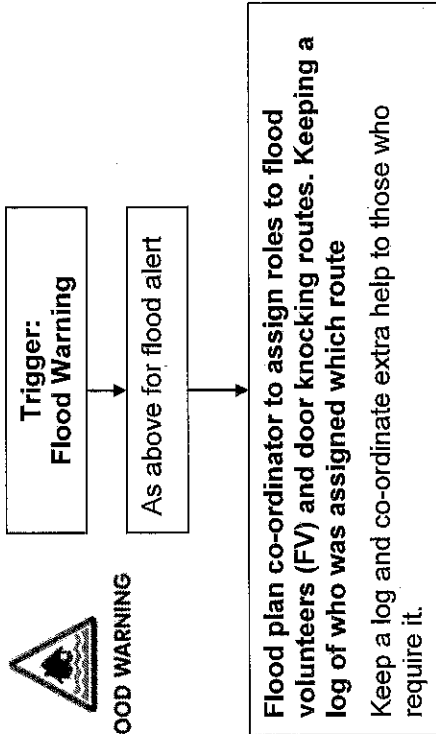 OOD WARNING
Trigger:
Flood Warning
As above for flood alert
Flood plan co-ordinator to assign roles to flood
volunteers (FV) and door knocking routes. Keeping a
log of who was assigned which route
Keep a log and co-ordinate extra help to those who
require it.